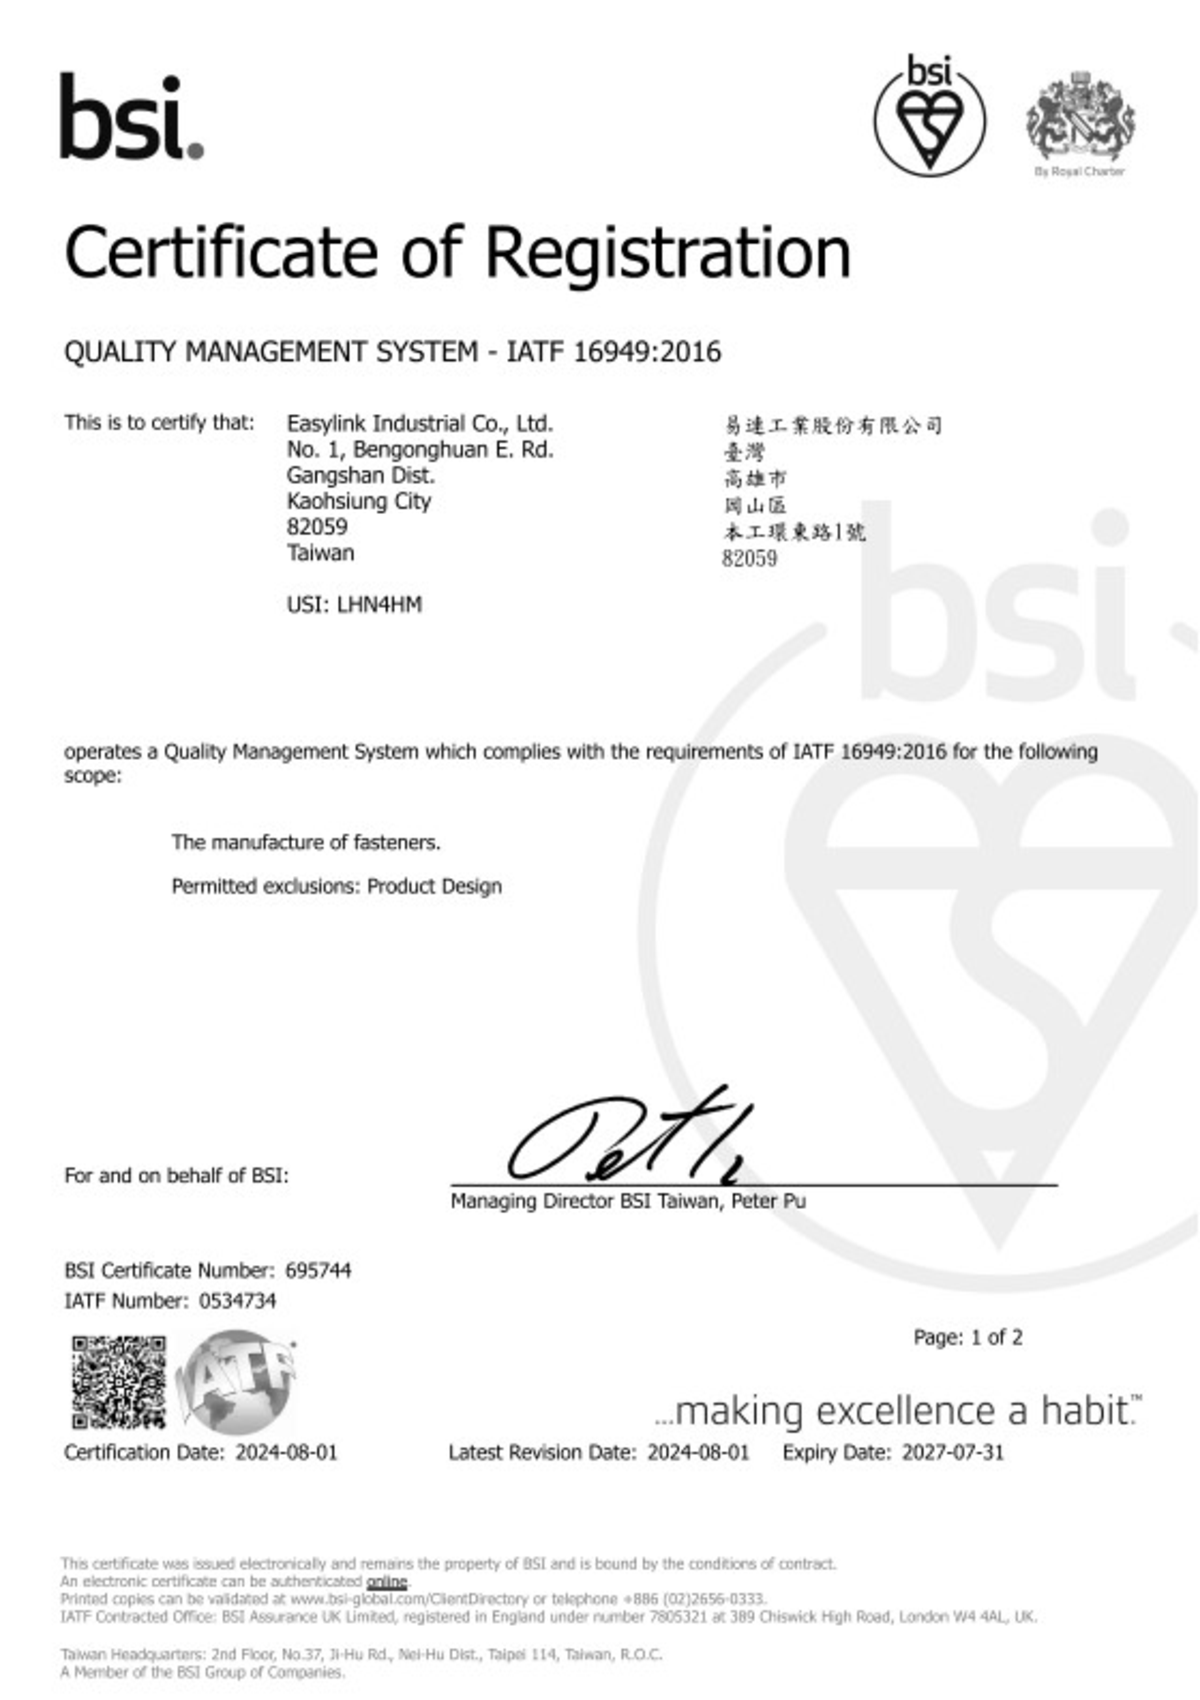 bsi.
bsi
By Royal Charter
Certificate of Registration
QUALITY MANAGEMENT SYSTEM - IATF 16949:2016
This is to certify that:
Easylink Industrial Co., Ltd.
No. 1, Bengonghuan E. Rd.
Gangshan Dist.
Kaohsiung City
82059
Taiwan
USI: LHN4HM
易連工業股份有限公司
臺灣
高雄市
岡山區
本工環東路1號
82059
bsi
operates a Quality Management System which complies with the requirements of IATF 16949:2016 for the following
scope:
The manufacture of fasteners.
Permitted exclusions: Product Design
For and on behalf of BSI:
Managing Director BSI Taiwan, Peter Pu
BSI Certificate Number: 695744
IATF Number: 0534734
IATF
Page: 1 of 2
...making excellence a habit.™
Certification Date: 2024-08-01
Latest Revision Date: 2024-08-01
Expiry Date: 2027-07-31
This certificate was issued electronically and remains the property of BSI and is bound by the conditions of contract.
An electronic certificate can be authenticated online.
Printed copies can be validated at www.bsi-global.com/ClientDirectory or telephone +886 (02)2656-0333.
IATF Contracted Office: BSI Assurance UK Limited, registered in England under number 7805321 at 389 Chiswick High Road, London W4 4AL, UK.
Taiwan Headquarters: 2nd Floor, No.37, Ji-Hu Rd., Nei-Hu Dist., Taipei 114, Taiwan, R.O.C.
A Member of the BSI Group of Companies.